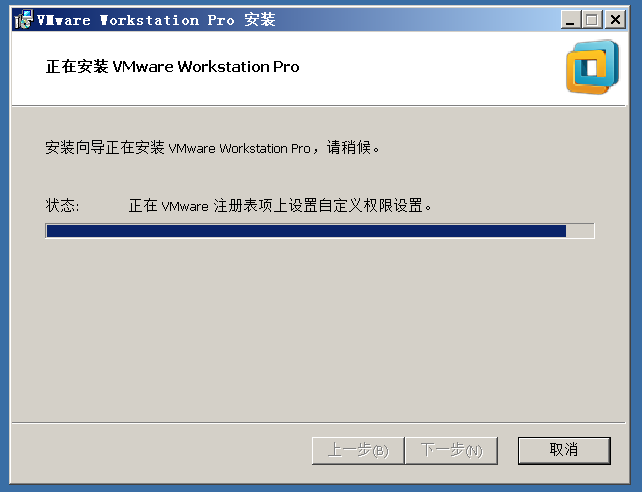 VMware Workstation Pro 安装
正在安装 VMware Workstation Pro
安装向导正在安装 VMware Workstation Pro，请稍候。
状态: 正在 VMware 注册表项上设置自定义权限设置。
上一步(B) 下一步(N) 取消